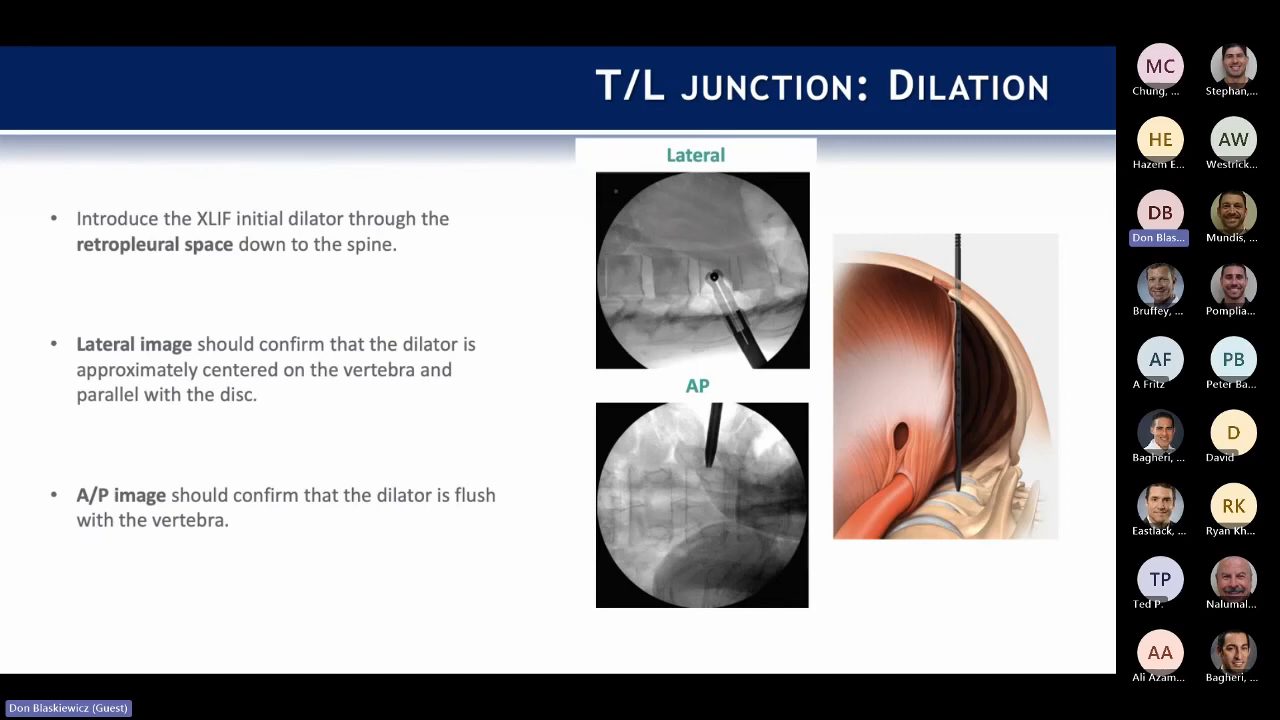 T/L JUNCTION: DILATION
Lateral
• Introduce the XLIF initial dilator through the
retropleural space down to the spine.
• Lateral image should confirm that the dilator is
approximately centered on the vertebra and
parallel with the disc.
AP
• A/P image should confirm that the dilator is flush
with the vertebra.
MC
Chung, ...
Stephan,...
HE
Hazem E...
AW
Westrick...
DB
Don Blas...
Mundis, ...
Bruffey, ...
Pomplia...
AF
A Fritz
PB
Peter Ba...
Bagheri, ...
D
David
Eastlack, ...
RK
Ryan Kh...
TP
Ted P.
Nalumal...
AA
Ali Azam...
Bagheri, ...
Don Blaskiewicz (Guest)